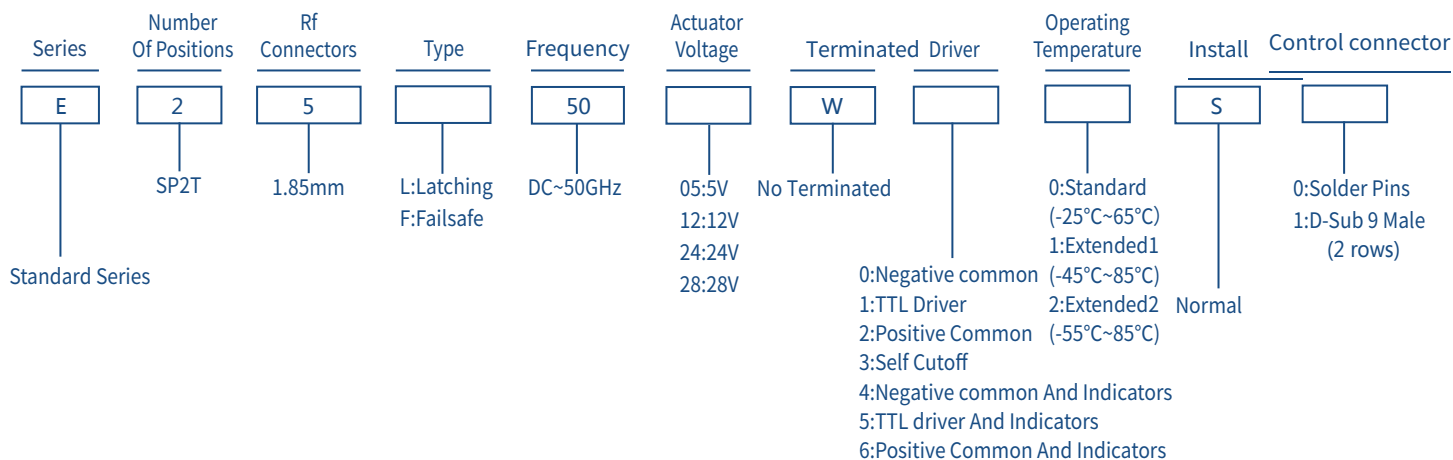 Series
Number
Of Positions
Rf
Connectors
Type
Frequency
Actuator
Voltage
Terminated
Driver
Operating
Temperature
Install
Control connector
E
2
5
50
W
S
Standard Series
SP2T
1.85mm
L:Latching
F:Failsafe
DC~50GHz
05:5V
12:12V
24:24V
28:28V
No Terminated
0:Negative common
1:TTL Driver
2:Positive Common
3:Self Cutoff
4:Negative common And Indicators
5:TTL driver And Indicators
6:Positive Common And Indicators
0:Standard
(-25°C~65°C)
1:Extended1
(-45°C~85°C)
2:Extended2
(-55°C~85°C)
Normal
0:Solder Pins
1:D-Sub 9 Male
(2 rows)